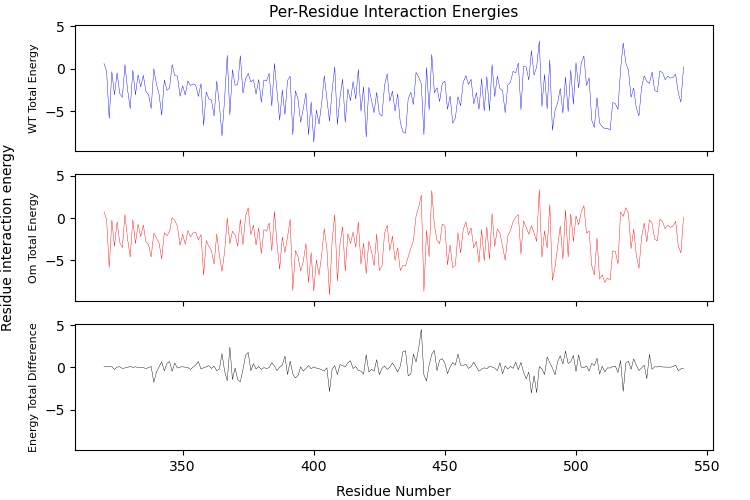 Per-Residue Interaction Energies
Residue interaction energy
WT Total Energy
5
0
−5
Om Total Energy
5
0
−5
Energy Total Difference
5
0
−5
350
400
450
500
550
Residue Number